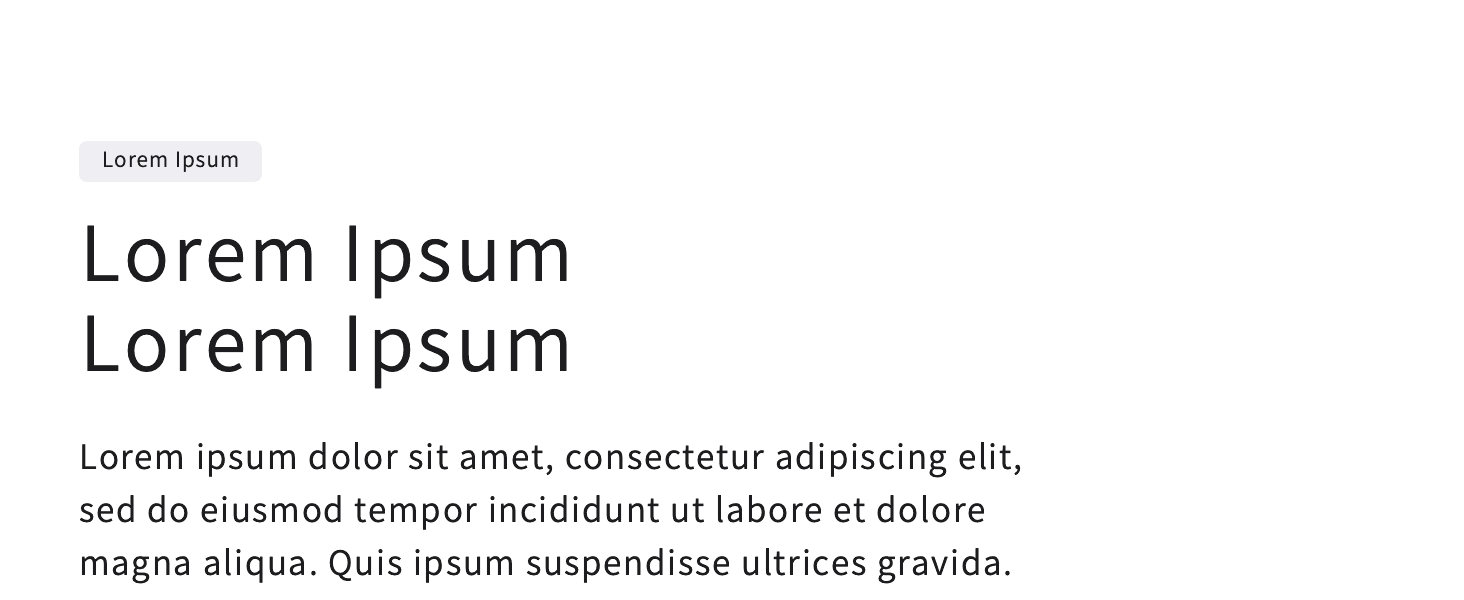 Lorem Ipsum
Lorem Ipsum
Lorem Ipsum
Lorem ipsum dolor sit amet, consectetur adipiscing elit,
sed do eiusmod tempor incididunt ut labore et dolore
magna aliqua. Quis ipsum suspendisse ultrices gravida.